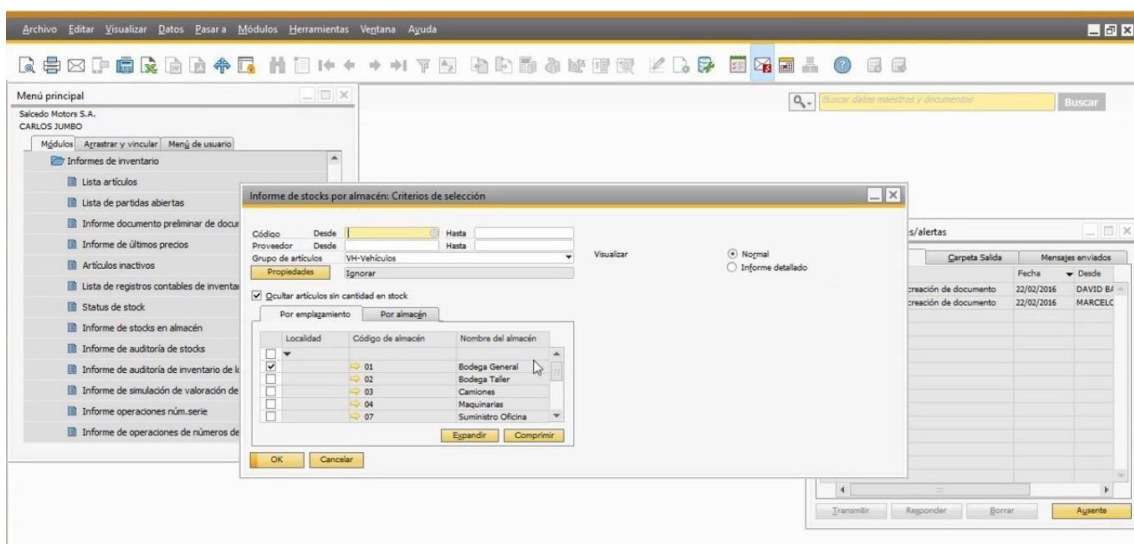 Archivo Editar Visualizar Datos Pasar a Módulos Herramientas Ventana Ayuda
Menú principal
Buscar datos maestros y documentos
Buscar
Salcedo Motors S.A.
CARLOS JUMBO
Módulos Arrastrar y vincular Menú de usuario
Informes de inventario
Lista artículos
Lista de partidas abiertas
Informe documento preliminar de docu
Informe de últimos precios
Artículos inactivos
Lista de registros contables de inventa
Status de stock
Informe de stocks en almacén
Informe de auditoría de stocks
Informe de auditoría de inventario de l
Informe de simulación de valoración de
Informe operaciones núm.serie
Informe de operaciones de números de
Informe de stocks por almacén: Criterios de selección
Código Desde Hasta
Proveedor Desde Hasta
Grupo de artículos VH-Vehículos
Propiedades Ignorar
Visualizar
Normal
Informe detallado
Ocultar artículos sin cantidad en stock
Por emplazamiento Por almacén
Localidad Código de almacén Nombre del almacén
01 Bodega General
02 Bodega Taller
03 Camiones
04 Maquinarias
07 Suministro Oficina
Expandir Comprimir
OK Cancelar
s/alertas
Carpeta Salida Mensajes enviados
Fecha Desde
creación de documento 22/02/2016 DAVID BA
creación de documento 22/02/2016 MARCELO
Transmitir Responder Borrar Ausente